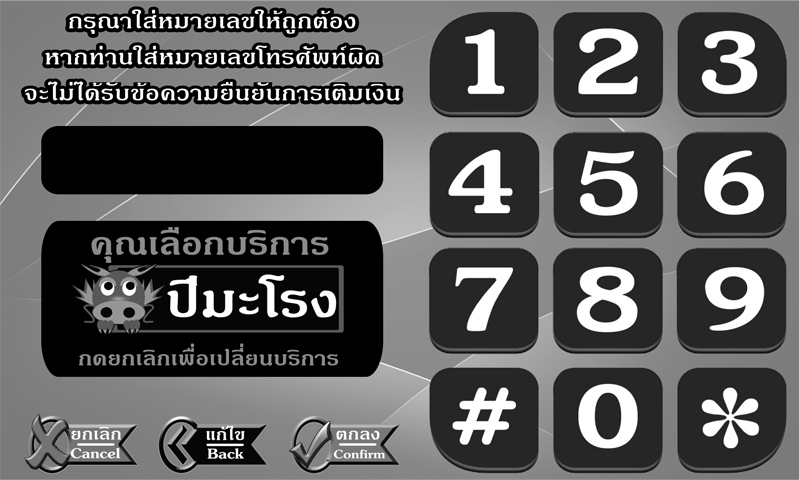 กรุณาใส่หมายเลขให้ถูกต้อง
หากท่านใส่หมายเลขโทรศัพท์ผิด
จะไม่ได้รับข้อความยืนยันการเติมเงิน
คุณเลือกบริการ
ปีมะโรง
กดยกเลิกเพื่อเปลี่ยนบริการ
ยกเลิก
Cancel
แก้ไข
Back
ตกลง
Confirm
1 2 3
4 5 6
7 8 9
# 0 *